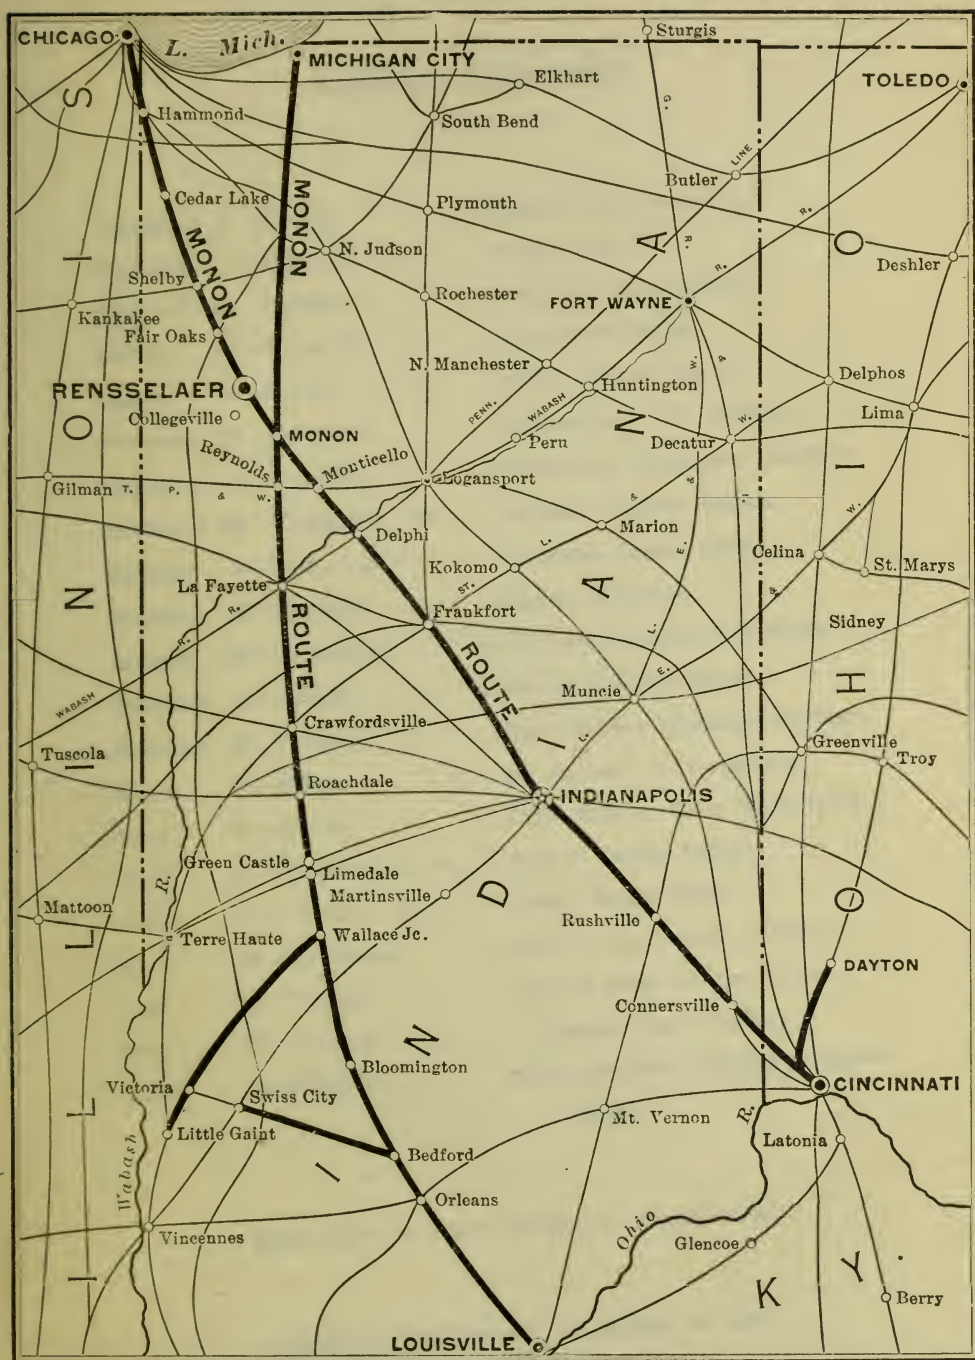 CHICAGO
L. Mich.
MICHIGAN CITY
Sturgis
Elkhart
TOLEDO
Hammond
South Bend
G.
LINE
Butler
Cedar Lake
MONON
MONON
Plymouth
R.
N. Judson
R.
R.
Deshler
Shelby
Rochester
FORT WAYNE
Kankakee
Fair Oaks
N. Manchester
W.
&
RENSSELAER
Huntington
Delphos
Collegeville
PENN.
WABASH
Lima
MONON
Peru
Decatur
W.
Reynolds
Monticello
Gilman
T. P. & W.
Logansport
&
&
I.
W.
Delphi
Marion
L.
E.
Celina
La Fayette
Kokomo
ST.
St. Marys
R.
R.
Frankfort
&
Sidney
ROUTE
ROUTE
L.
WABASH
Muncie
E.
Crawfordsville
L.
Greenville
Tuscola
Troy
Roachdale
INDIANAPOLIS
Green Castle
Limedale
R.
Martinsville
Mattoon
Rushville
Terre Haute
Wallace Jc.
DAYTON
Connersville
Bloomington
Victoria
Swiss City
CINCINNATI
Mt. Vernon
R.
Little Gaint
Latonia
Wabash
Bedford
Orleans
Ohio
Vincennes
Glencoe
Berry
LOUISVILLE
ILLINOIS
INDIANA
OHIO
KY.